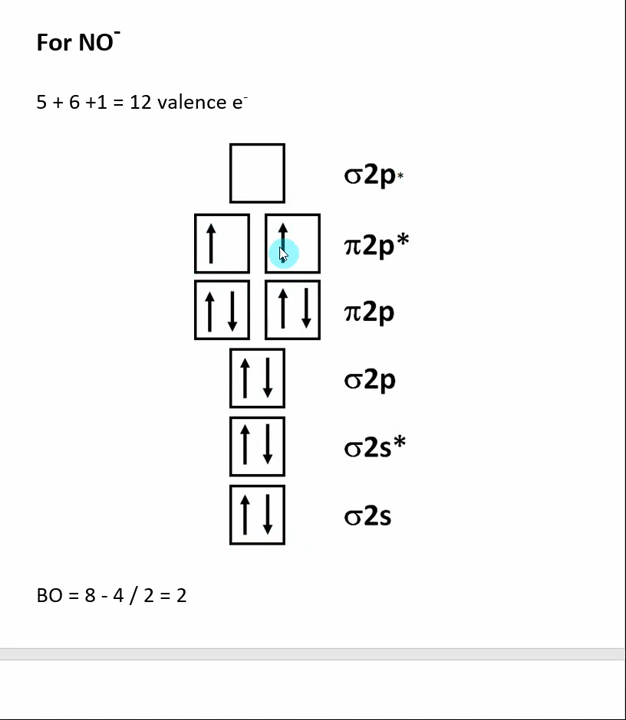 For NO⁻
5 + 6 +1 = 12 valence e⁻
σ2p*
π2p*
π2p
σ2p
σ2s*
σ2s
BO = 8 - 4 / 2 = 2